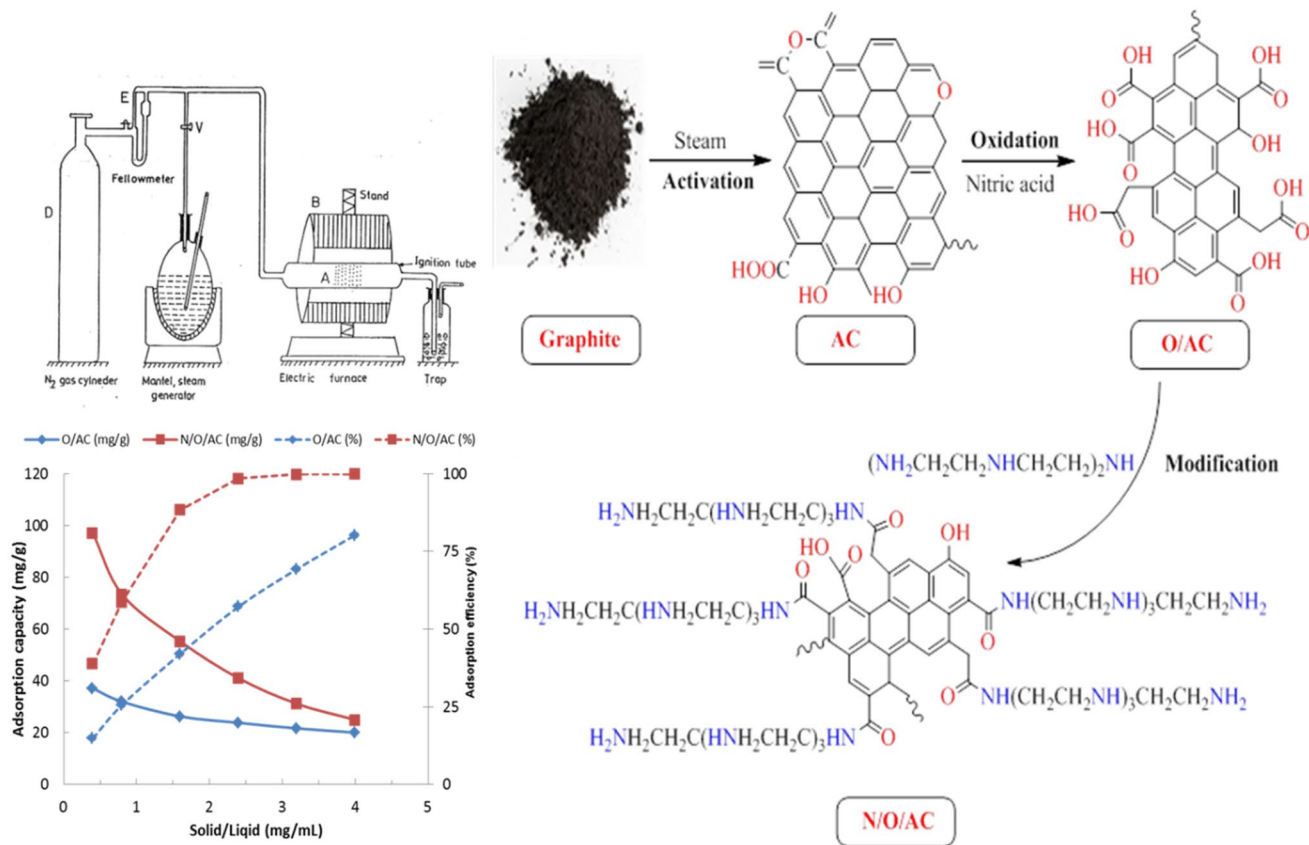 E
V
D
Fellowmeter
B
Stand
Ignition tube
A
N2 gas cylneder
Mantel, steam
generator
Electric furnace
Trap
Graphite
Steam
Activation
O
O
HOOC
HO
HO
AC
Oxidation
Nitric acid
OH
O
HO
O
O
OH
OH
HO
O
OH
O
HO
OH
O
O/AC
(NH2CH2CH2NHCH2CH2)2NH
Modification
H2NH2CH2C(HNH2CH2C)3HN
O
HO
O
OH
O
H2NH2CH2C(HNH2CH2C)3HN
NH(CH2CH2NH)3CH2CH2NH2
O
O
NH(CH2CH2NH)3CH2CH2NH2
H2NH2CH2C(HNH2CH2C)3HN
O
N/O/AC
O/AC (mg/g) N/O/AC (mg/g) O/AC (%) N/O/AC (%)
Adsorption capacity (mg/g)
120
100
80
60
40
20
0
0 1 2 3 4 5
Solid/Liqid (mg/mL)
100
75
50
25
0
Adsorption efficiency (%)